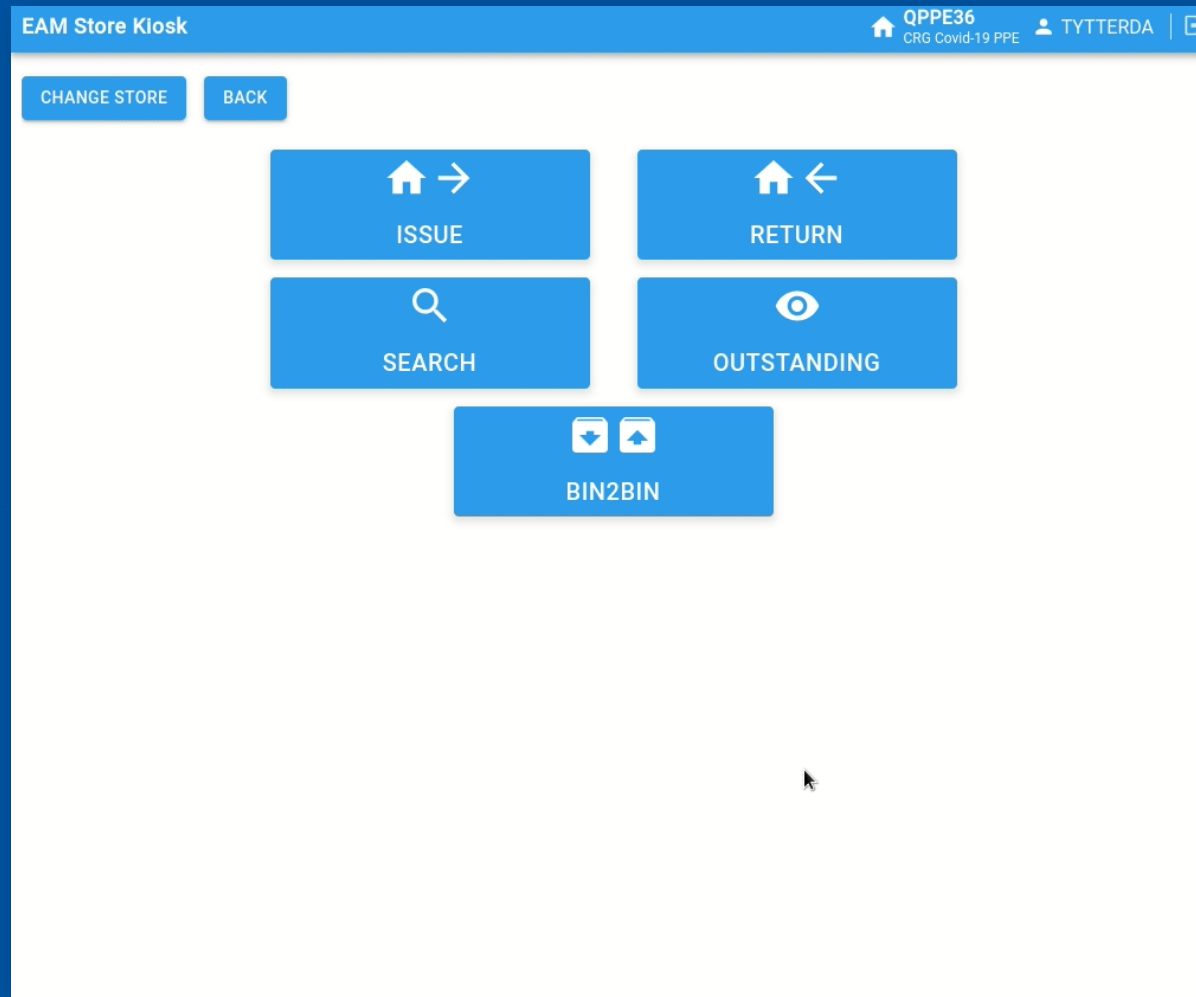 EAM Store Kiosk
QPPE36
CRG Covid-19 PPE
TYTTERDA
CHANGE STORE
BACK
ISSUE
RETURN
SEARCH
OUTSTANDING
BIN2BIN